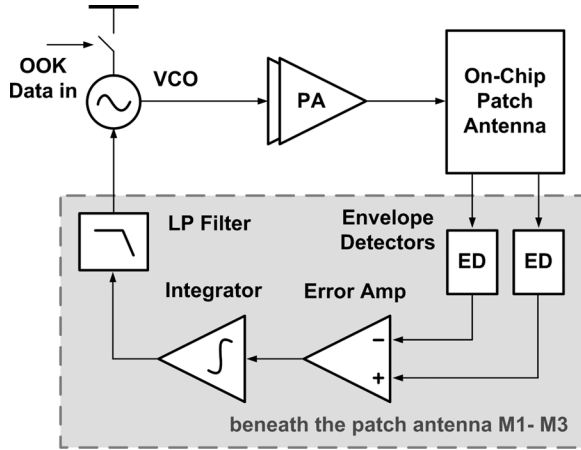 OOK
Data in
VCO
PA
On-Chip
Patch
Antenna
LP Filter
Envelope
Detectors
ED
ED
Integrator
Error Amp
−
+
beneath the patch antenna M1- M3